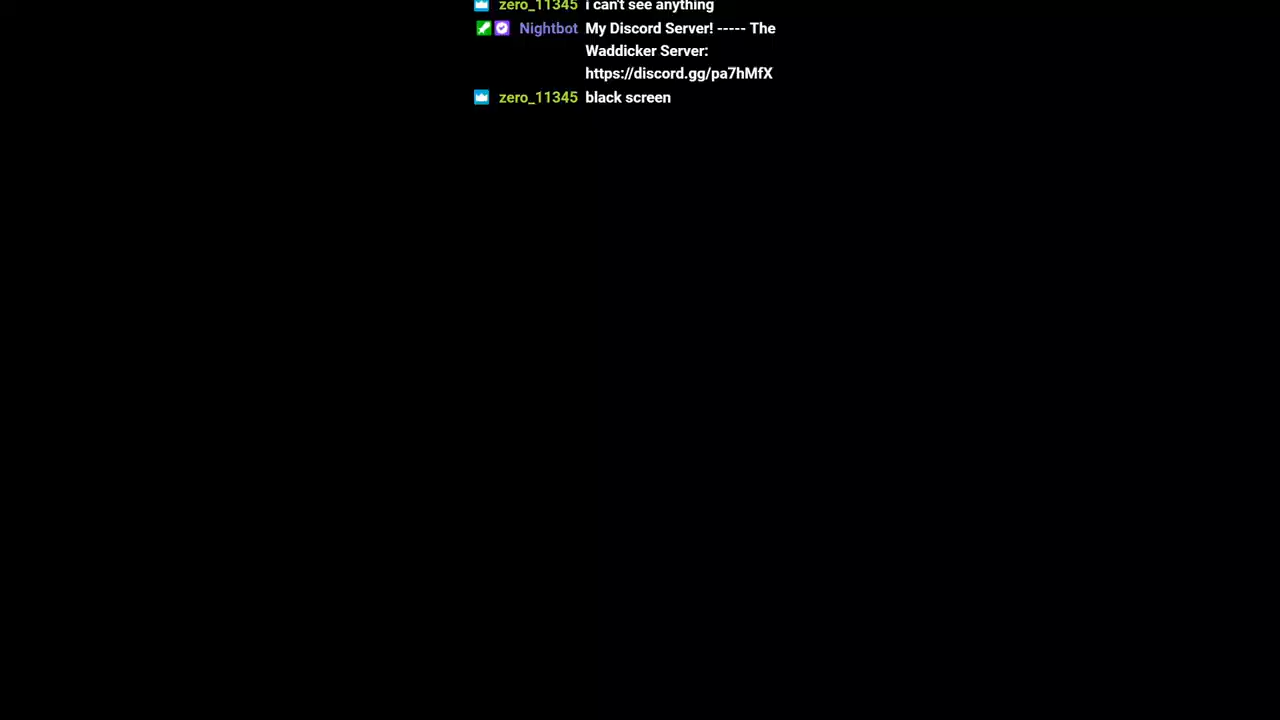 zero_11345 i can't see anything
Nightbot My Discord Server! ----- The
Waddicker Server:
https://discord.gg/pa7hMfX
zero_11345 black screen